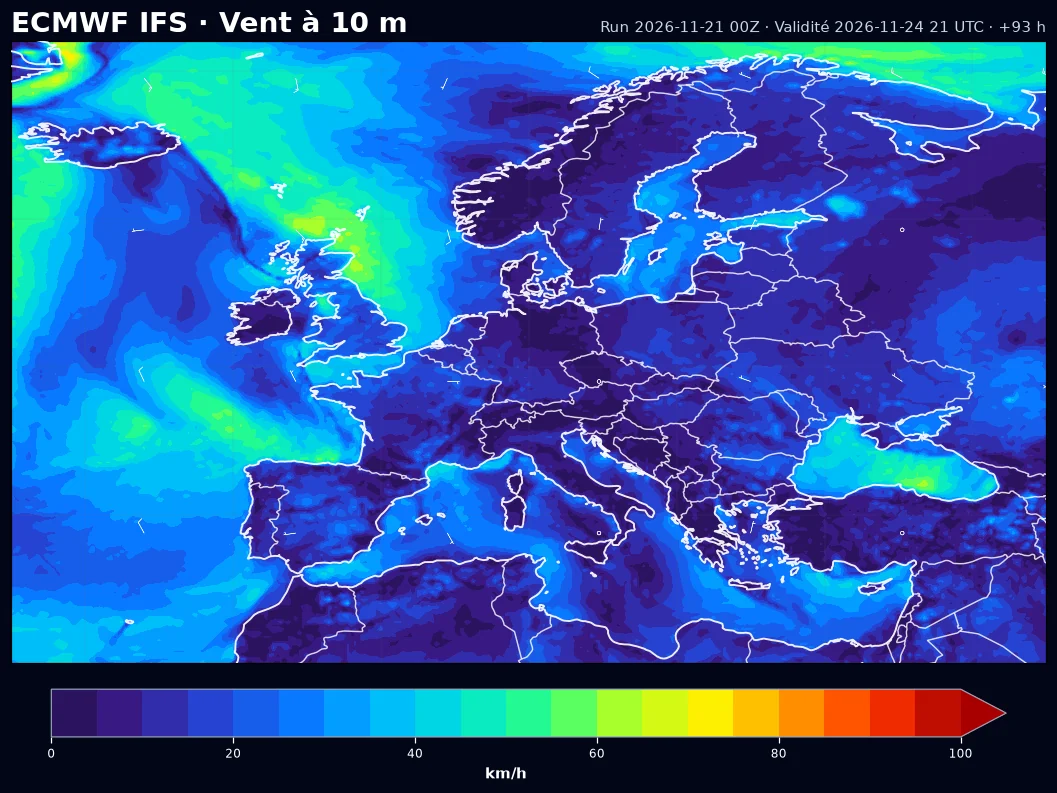 ECMWF IFS · Vent à 10 m
Run 2026-11-21 00Z · Validité 2026-11-24 21 UTC · +93 h
0 20 40 60 80 100
km/h